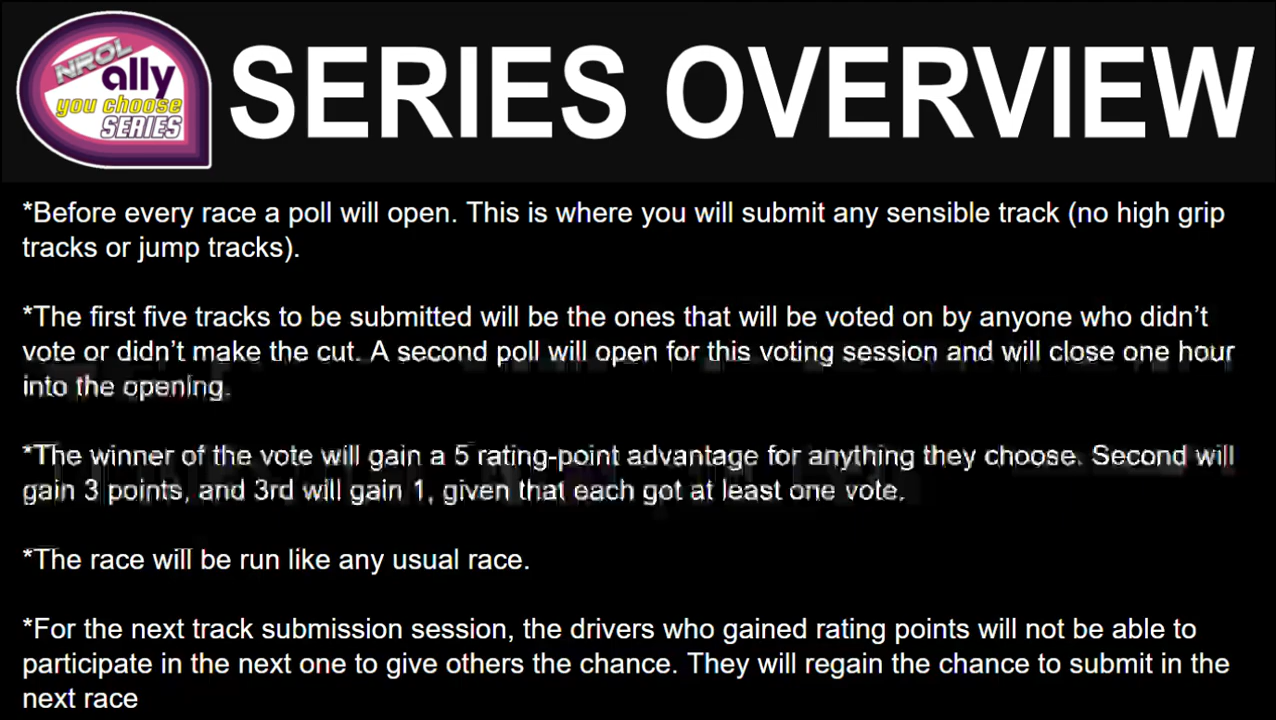 NROL
ally
you choose
SERIES
SERIES OVERVIEW
*Before every race a poll will open. This is where you will submit any sensible track (no high grip
tracks or jump tracks).
*The first five tracks to be submitted will be the ones that will be voted on by anyone who didn’t
vote or didn’t make the cut. A second poll will open for this voting session and will close one hour
into the opening.
*The winner of the vote will gain a 5 rating-point advantage for anything they choose. Second will
gain 3 points, and 3rd will gain 1, given that each got at least one vote.
*The race will be run like any usual race.
*For the next track submission session, the drivers who gained rating points will not be able to
participate in the next one to give others the chance. They will regain the chance to submit in the
next race